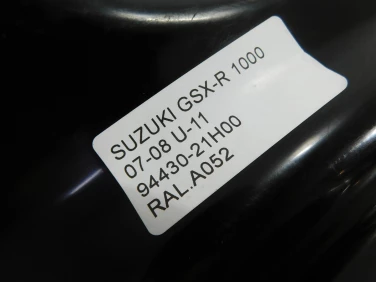 SUZUKI GSX-R 1000
07-08 U-11
94430-21H00
RAL.A052